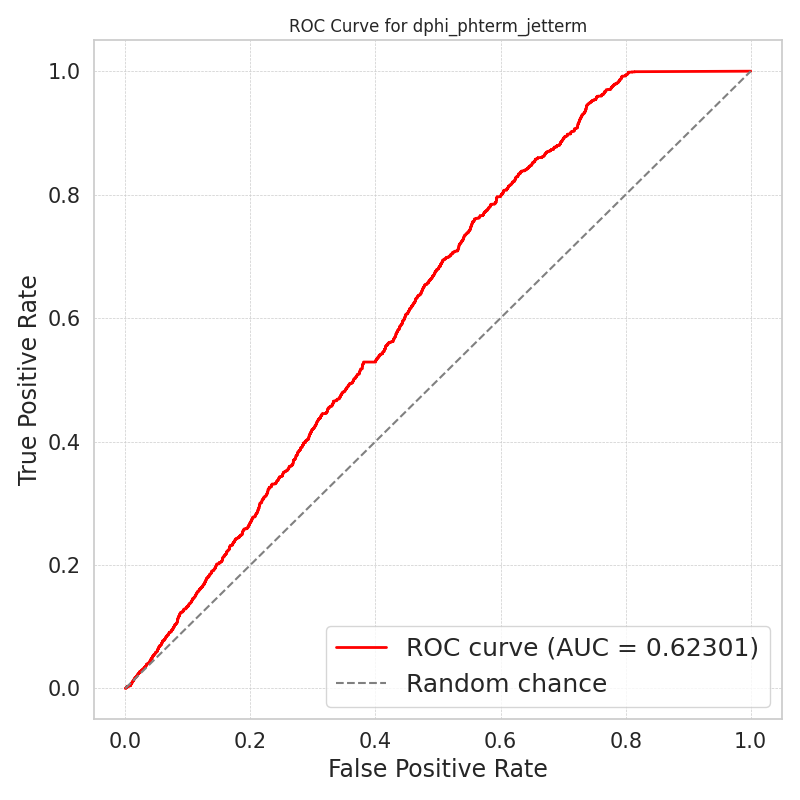 ROC Curve for dphi_phterm_jetterm
1.0
0.8
0.6
0.4
0.2
0.0
True Positive Rate
ROC curve (AUC = 0.62301)
Random chance
0.0 0.2 0.4 0.6 0.8 1.0
False Positive Rate